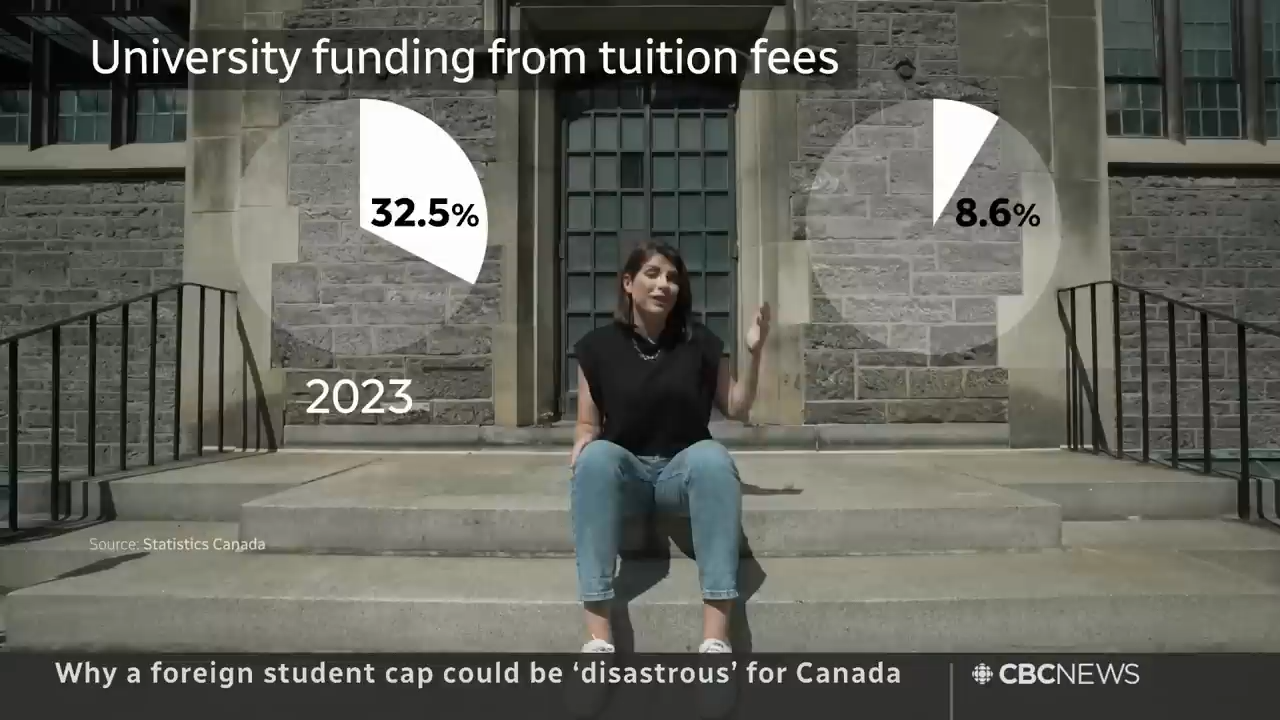 University funding from tuition fees
32.5%
8.6%
2023
Source: Statistics Canada
Why a foreign student cap could be ‘disastrous’ for Canada
CBCNEWS